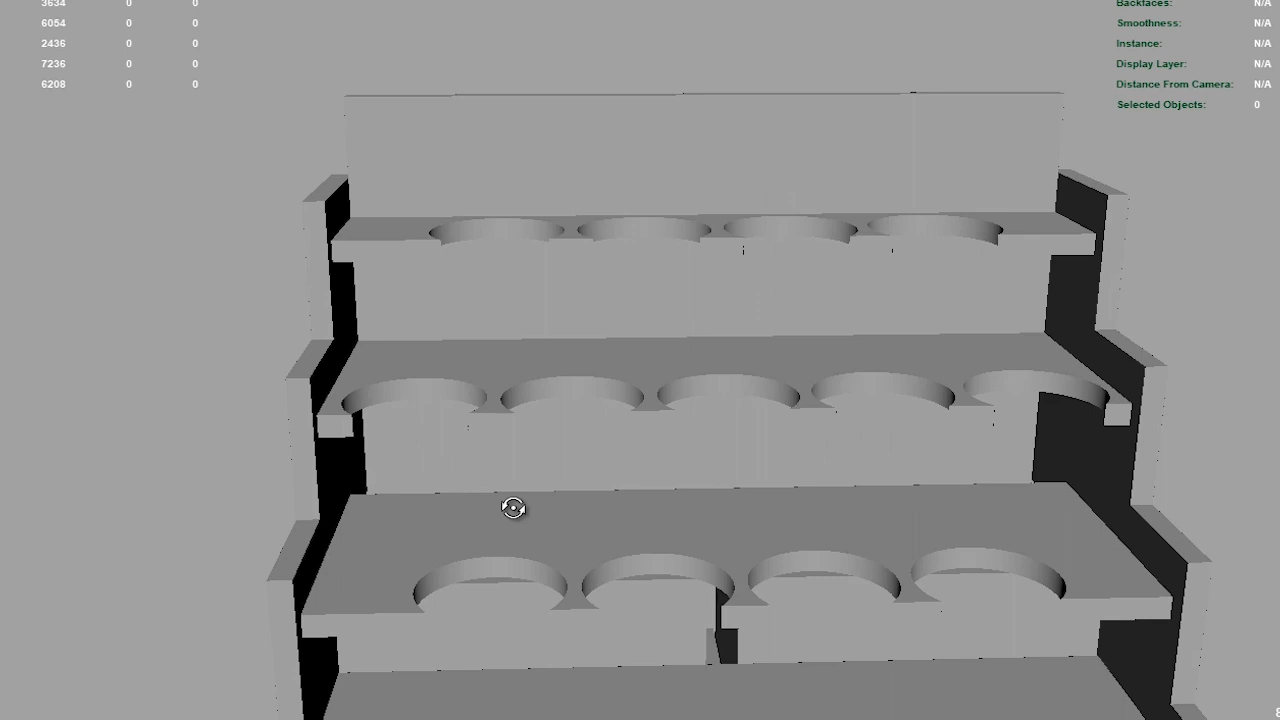 3634 0 0
6054 0 0
2436 0 0
7236 0 0
6208 0 0
Backfaces: N/A
Smoothness: N/A
Instance: N/A
Display Layer: N/A
Distance From Camera: N/A
Selected Objects: 0